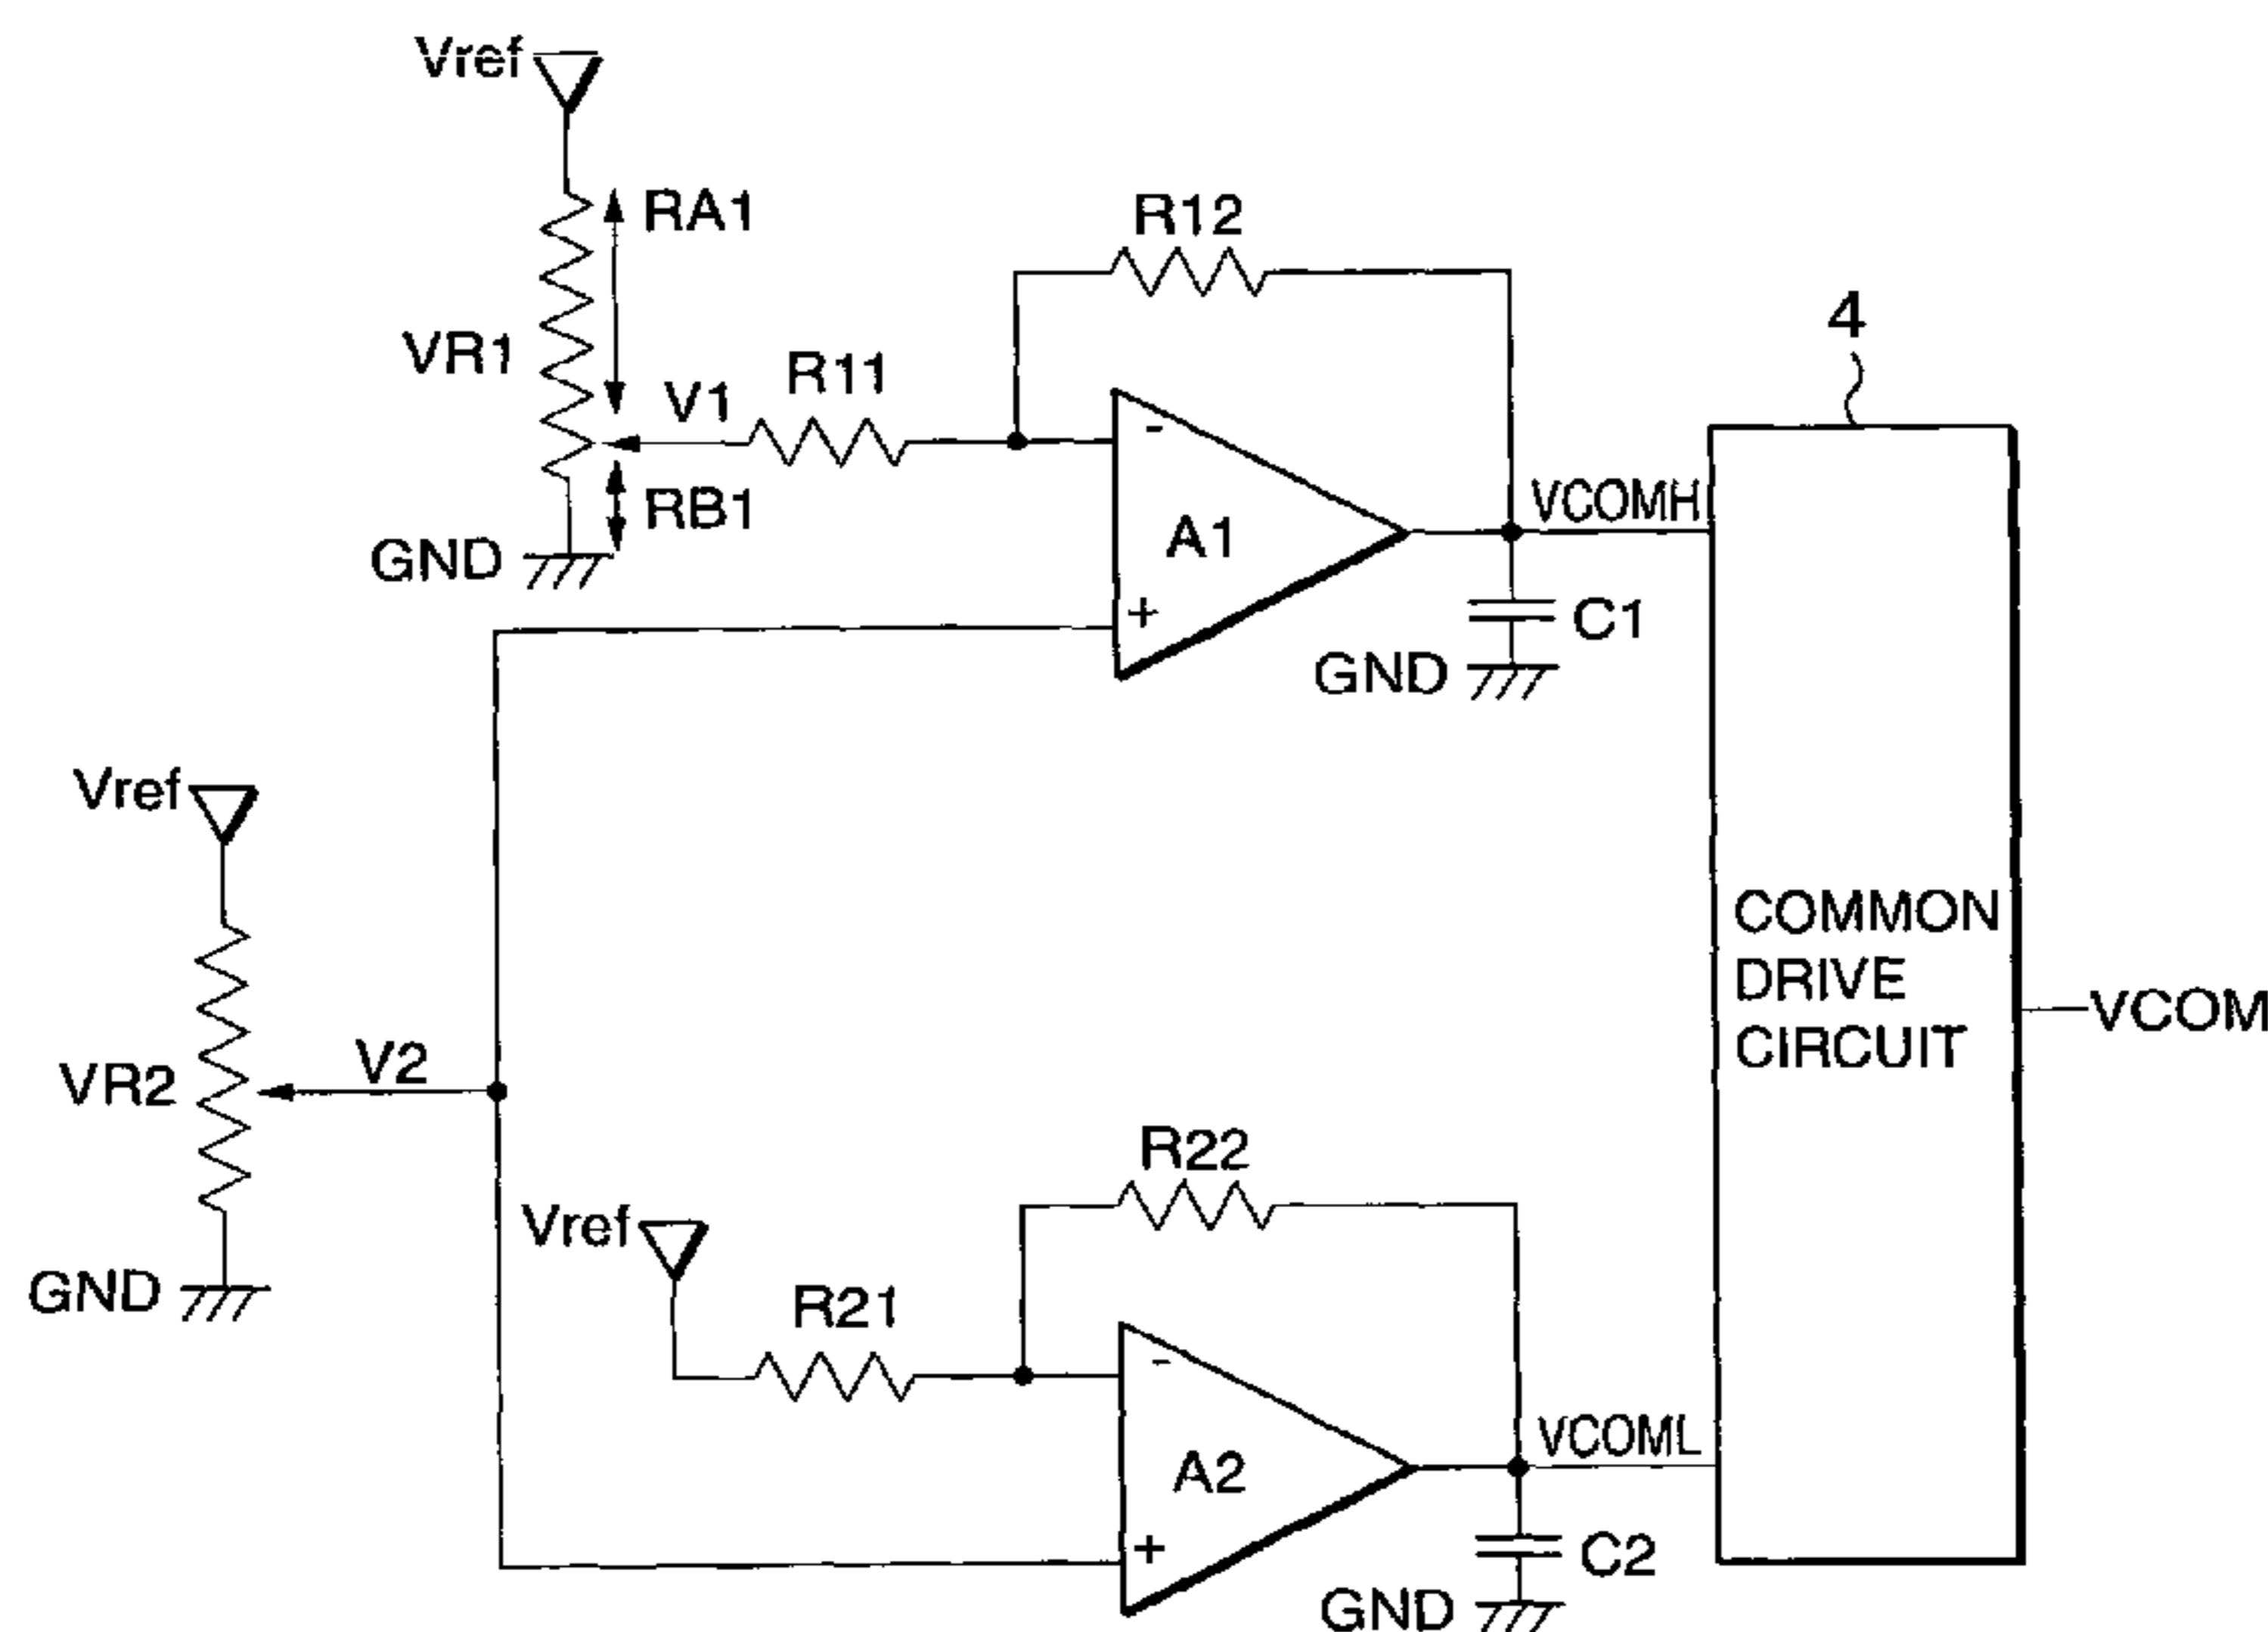 Vref
RA1
R12
VR1
V1
R11
4
-
RB1
GND
A1
VCOMH
+
C1
GND
Vref
COMMON
DRIVE
CIRCUIT
VCOM
VR2
V2
R22
Vref
GND
R21
-
A2
VCOML
+
C2
GND